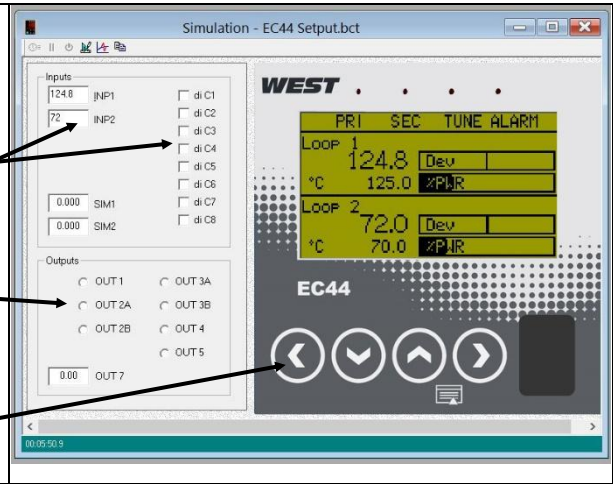 Simulation - EC44 Setput.bct
Inputs
124.8 INP1
72 INP2
0.000 SIM1
0.000 SIM2
di C1
di C2
di C3
di C4
di C5
di C6
di C7
di C8
Outputs
OUT 1
OUT 2A
OUT 2B
OUT 3A
OUT 3B
OUT 4
OUT 5
0.00 OUT 7
WEST
PRI SEC TUNE ALARM
Loop 1
124.8 Dev
°C 125.0 %PWR
Loop 2
72.0 Dev
°C 70.0 %PWR
EC44
00:05:50.9